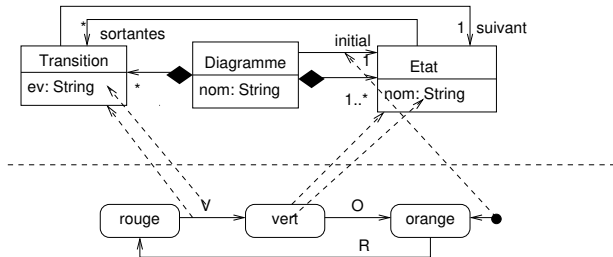 * sortantes 1 suivant
Transition
ev: String
*
Diagramme
nom: String
initial
1
1..*
Etat
nom: String
rouge V vert O orange
R